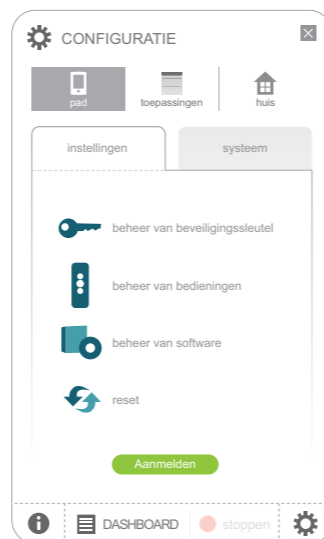 CONFIGURATIE
pad toepassingen huis
instellingen systeem
beheer van beveiligingssleutel
beheer van bedieningen
beheer van software
reset
Aanmelden
DASHBOARD stoppen